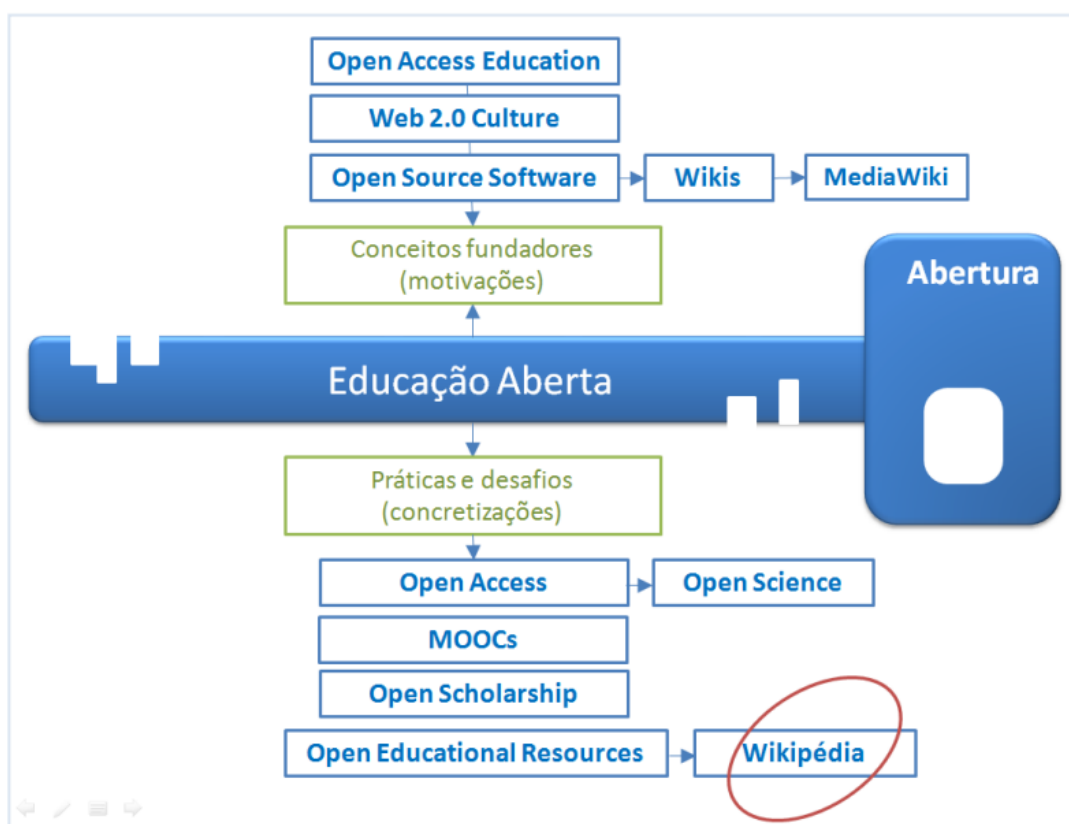 Open Access Education
Web 2.0 Culture
Open Source Software
Wikis
MediaWiki
Conceitos fundadores
(motivações)
Abertura
Educação Aberta
Práticas e desafios
(concretizações)
Open Access
Open Science
MOOCs
Open Scholarship
Open Educational Resources
Wikipédia